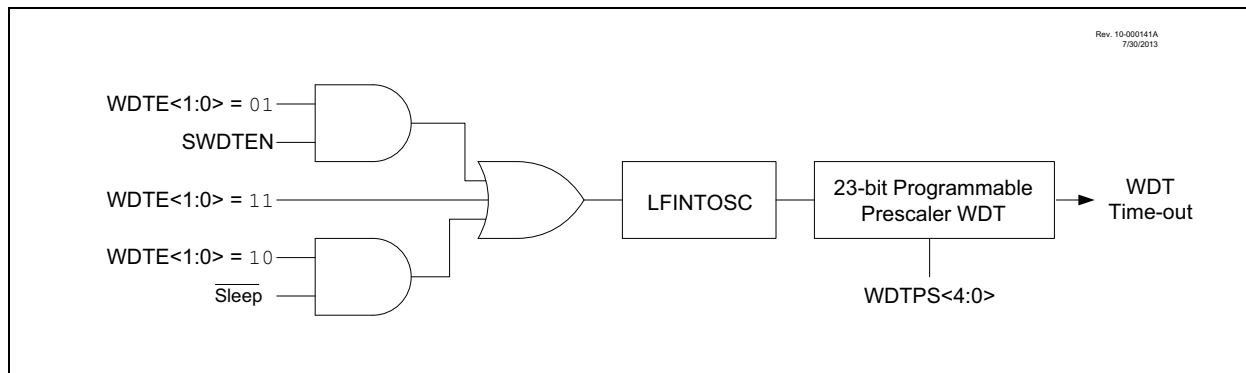 Rev. 10-000141A
7/30/2013
WDTE<1:0> = 01
SWDTEN
WDTE<1:0> = 11
WDTE<1:0> = 10
Sleep
LFINTOSC
23-bit Programmable
Prescaler WDT
WDT
Time-out
WDTPS<4:0>